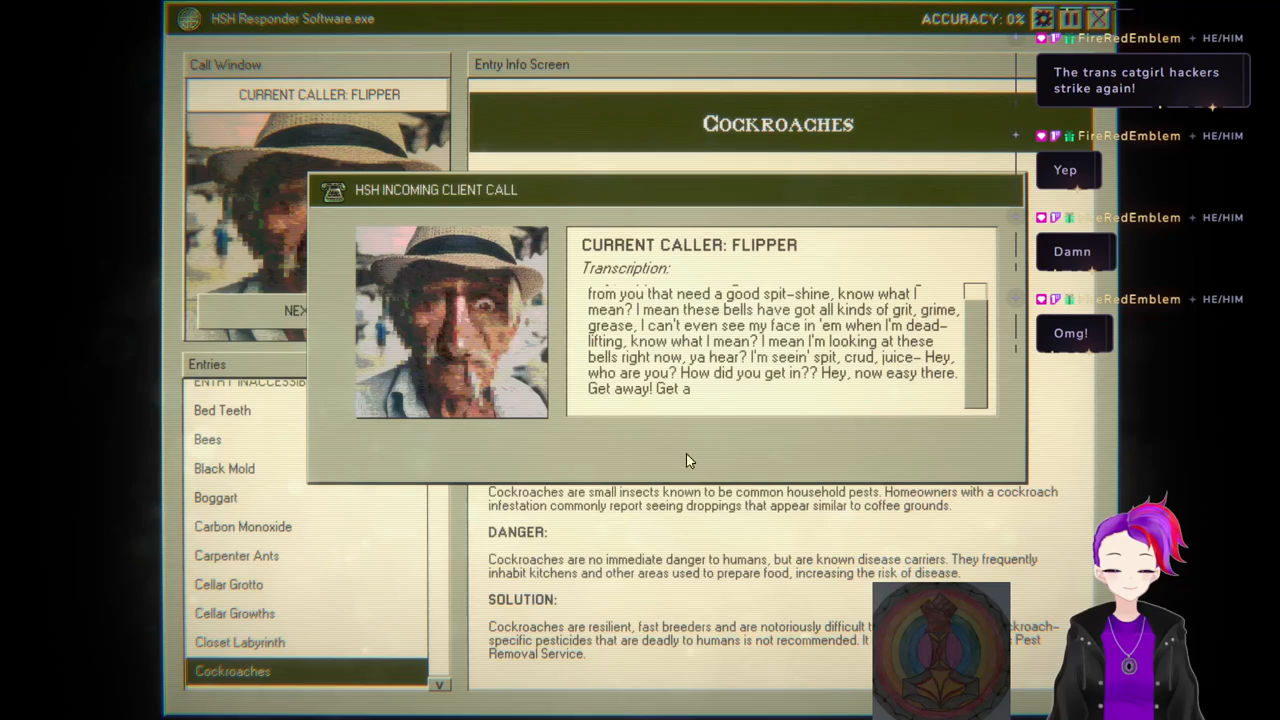 HSH Responder Software.exe
ACCURACY: 0%
Call Window
CURRENT CALLER: FLIPPER
NEX
Entries
ENTRY INACCESSIB
Bed Teeth
Bees
Black Mold
Boggart
Carbon Monoxide
Carpenter Ants
Cellar Grotto
Cellar Growths
Closet Labyrinth
Cockroaches
V
Entry Info Screen
COCKROACHES
HSH INCOMING CLIENT CALL
CURRENT CALLER: FLIPPER
Transcription:
from you that need a good spit-shine, know what I
mean? I mean these bells have got all kinds of grit, grime,
grease, I can't even see my face in 'em when I'm dead-
lifting, know what I mean? I mean I'm looking at these
bells right now, ya hear? I'm seein' spit, crud, juice- Hey,
who are you? How did you get in?? Hey, now easy there.
Get away! Get a
Cockroaches are small insects known to be common household pests. Homeowners with a cockroach
infestation commonly report seeing droppings that appear similar to coffee grounds.
DANGER:
Cockroaches are no immediate danger to humans, but are known disease carriers. They frequently
inhabit kitchens and other areas used to prepare food, increasing the risk of disease.
SOLUTION:
Cockroaches are resilient, fast breeders and are notoriously difficult t ckroach-
specific pesticides that are deadly to humans is not recommended. It Pest
Removal Service.
FireRedEmblem + HE/HIM
The trans catgirl hackers
strike again!
FireRedEmblem + HE/HIM
Yep
FireRedEmblem + HE/HIM
Damn
FireRedEmblem + HE/HIM
Omg!